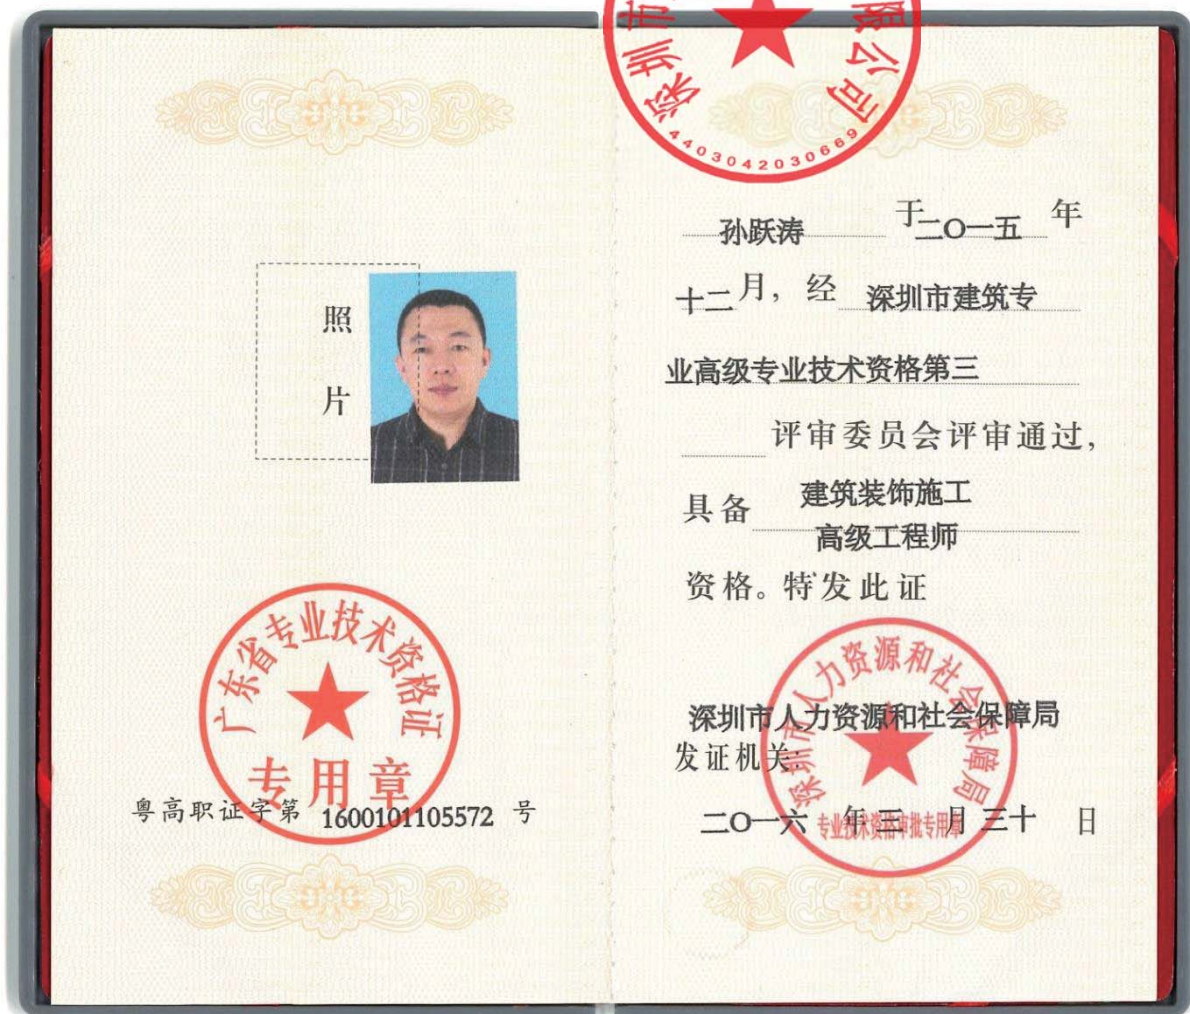 照
片
广东省专业技术资格证
专用章
粤高职证字第 1600101105572 号
深圳市
限公司
4403042030669
孙跃涛 于二〇一五 年
十二月，经 深圳市建筑专
业高级专业技术资格第三
评审委员会评审通过，
具备 建筑装饰施工
高级工程师
资格。特发此证
深圳市人力资源和社会保障局
深圳市人力资源和社会保障局
发证机关：
二〇一六 年 三 月 三十 日
专业技术资格审批专用章